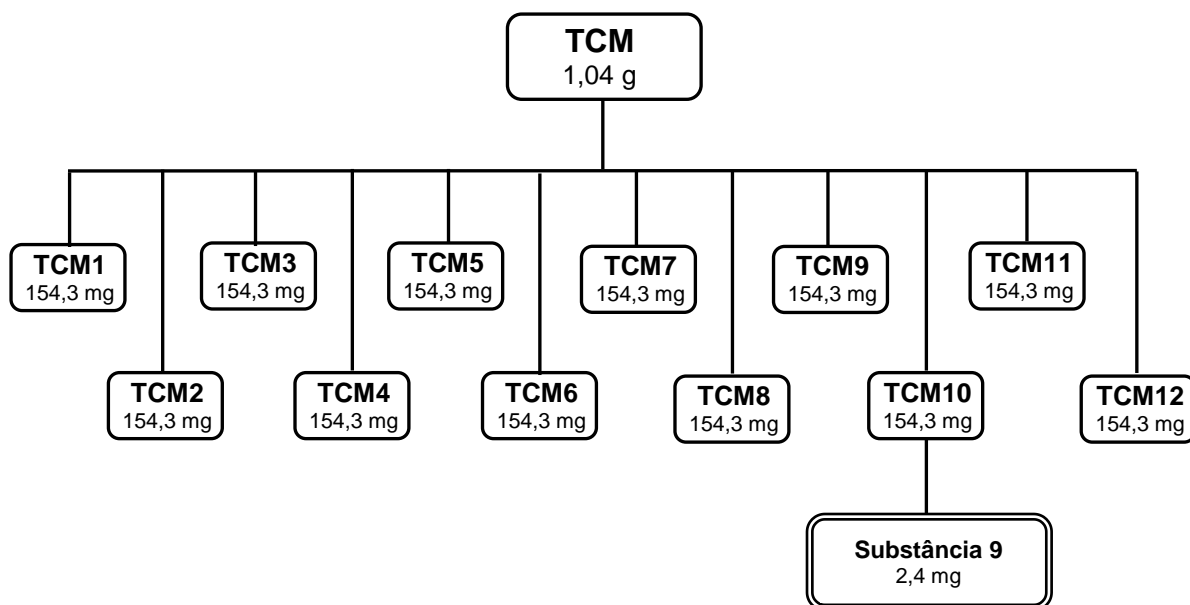 TCM
1,04 g
TCM1
154,3 mg
TCM3
154,3 mg
TCM5
154,3 mg
TCM7
154,3 mg
TCM9
154,3 mg
TCM11
154,3 mg
TCM2
154,3 mg
TCM4
154,3 mg
TCM6
154,3 mg
TCM8
154,3 mg
TCM10
154,3 mg
TCM12
154,3 mg
Substância 9
2,4 mg